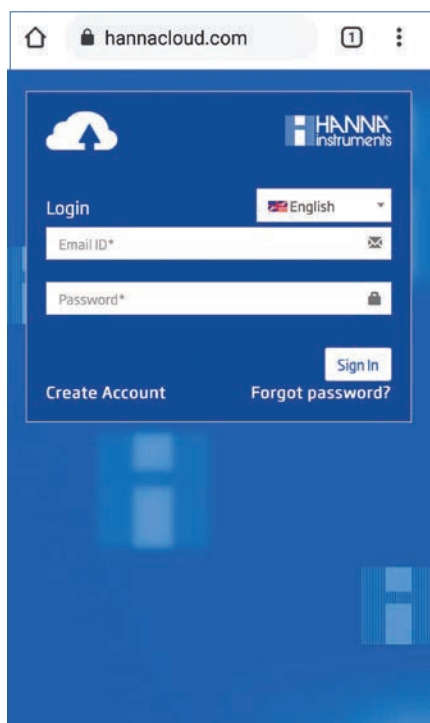 hannacloud.com 1
HANNA
instruments
Login English
Email ID*
Password*
Sign In
Create Account Forgot password?